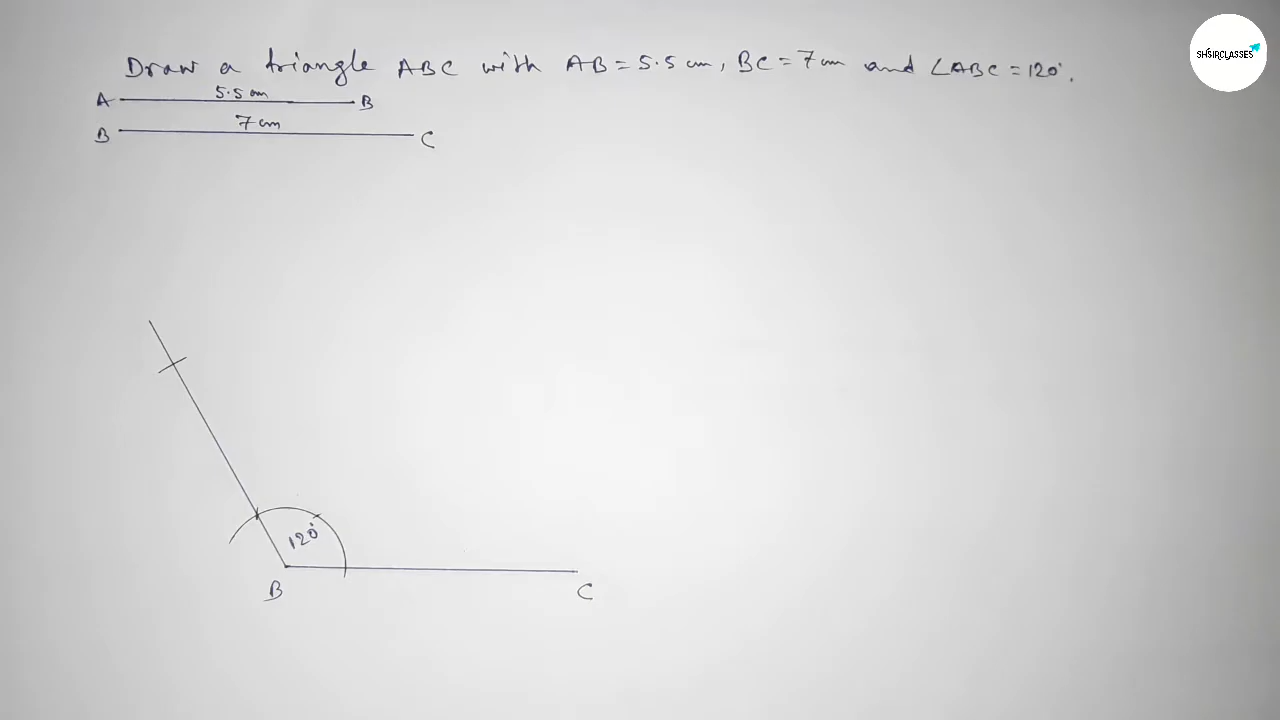 Draw a triangle ABC with AB = 5.5 cm, BC = 7 cm and ∠ABC = 120°.
A 5.5 cm B
B 7 cm C
120°
B C
SHSIRCLASSES